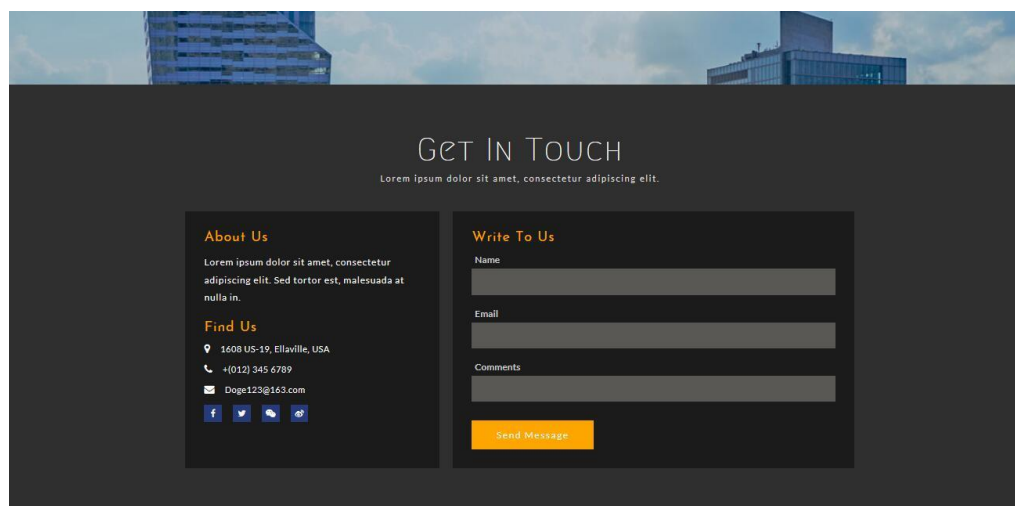 Get In Touch
Lorem ipsum dolor sit amet, consectetur adipiscing elit.
About Us
Lorem ipsum dolor sit amet, consectetur
adipiscing elit. Sed tortor est, malesuada at
nulla in.
Find Us
1608 US-19, Ellaville, USA
+(012) 345 6789
Doge123@163.com
Write To Us
Name
Email
Comments
Send Message